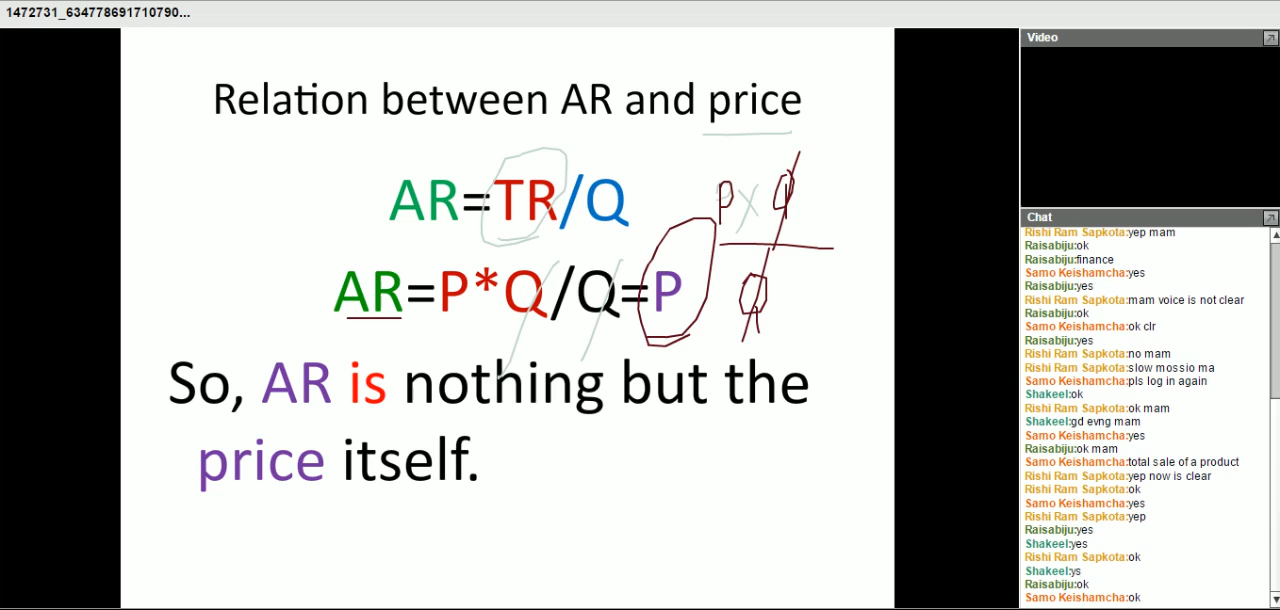 1472731_634778691710790...
Relation between AR and price
AR=TR/Q
p x q
q
AR=P*Q/Q=P
So, AR is nothing but the
price itself.
Video
Chat
Rishi Ram Sapkota:yep mam
Raisabiju:ok
Raisabiju:finance
Samo Keishamcha:yes
Raisabiju:yes
Rishi Ram Sapkota:mam voice is not clear
Raisabiju:ok
Samo Keishamcha:ok clr
Raisabiju:yes
Rishi Ram Sapkota:no mam
Rishi Ram Sapkota:slow mossio ma
Samo Keishamcha:pls log in again
Shakeel:ok
Rishi Ram Sapkota:ok mam
Shakeel:gd evng mam
Samo Keishamcha:yes
Raisabiju:ok mam
Samo Keishamcha:total sale of a product
Rishi Ram Sapkota:yep now is clear
Rishi Ram Sapkota:ok
Samo Keishamcha:yes
Rishi Ram Sapkota:yep
Raisabiju:yes
Shakeel:yes
Rishi Ram Sapkota:ok
Shakeel:ys
Raisabiju:ok
Samo Keishamcha:ok